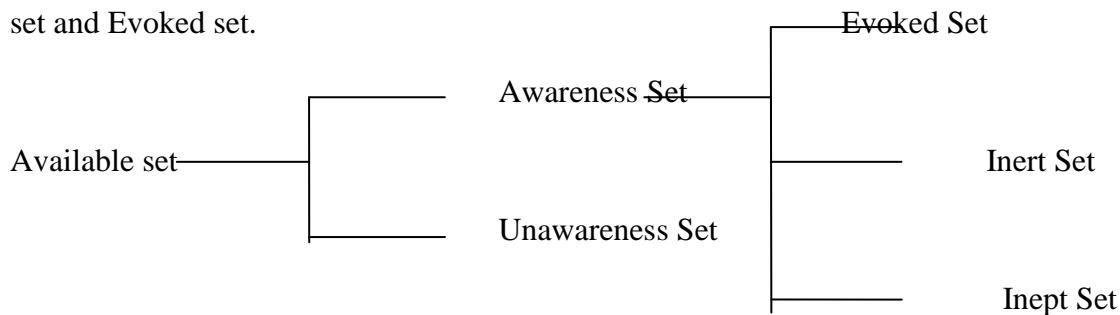 set and Evoked set.
Evoked Set
Awareness Set
Available set
Inert Set
Unawareness Set
Inept Set